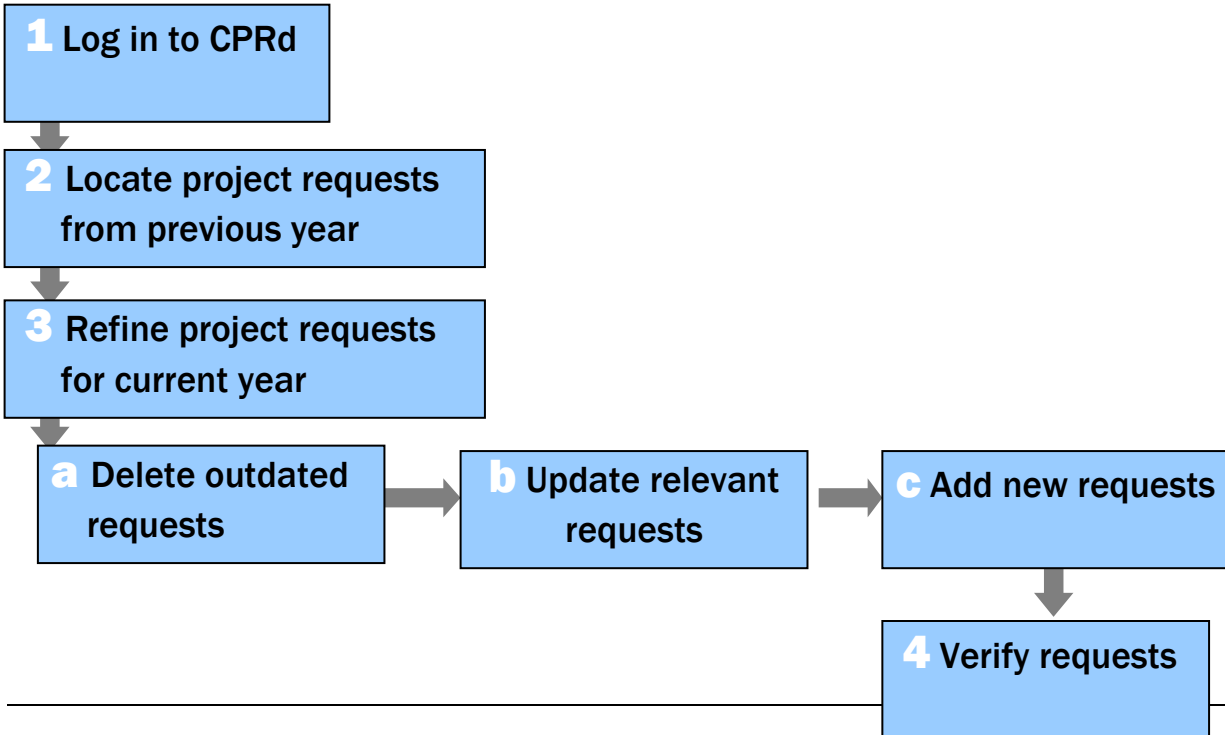 1 Log in to CPRd
2 Locate project requests
from previous year
3 Refine project requests
for current year
a Delete outdated
requests
b Update relevant
requests
c Add new requests
4 Verify requests